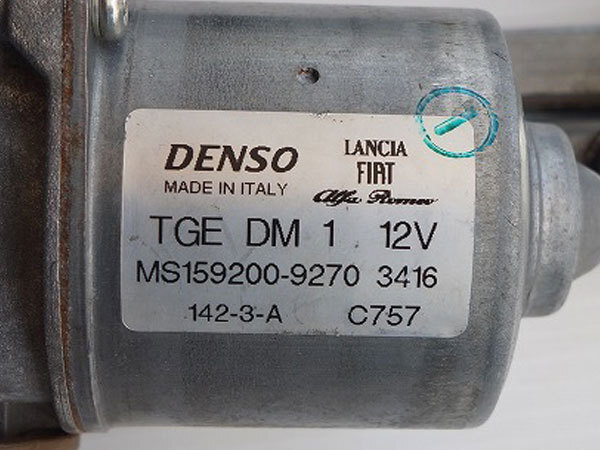 DENSO
MADE IN ITALY
LANCIA
FIAT
Alfa Romeo
TGE DM 1 12V
MS159200-9270 3416
142-3-A C757